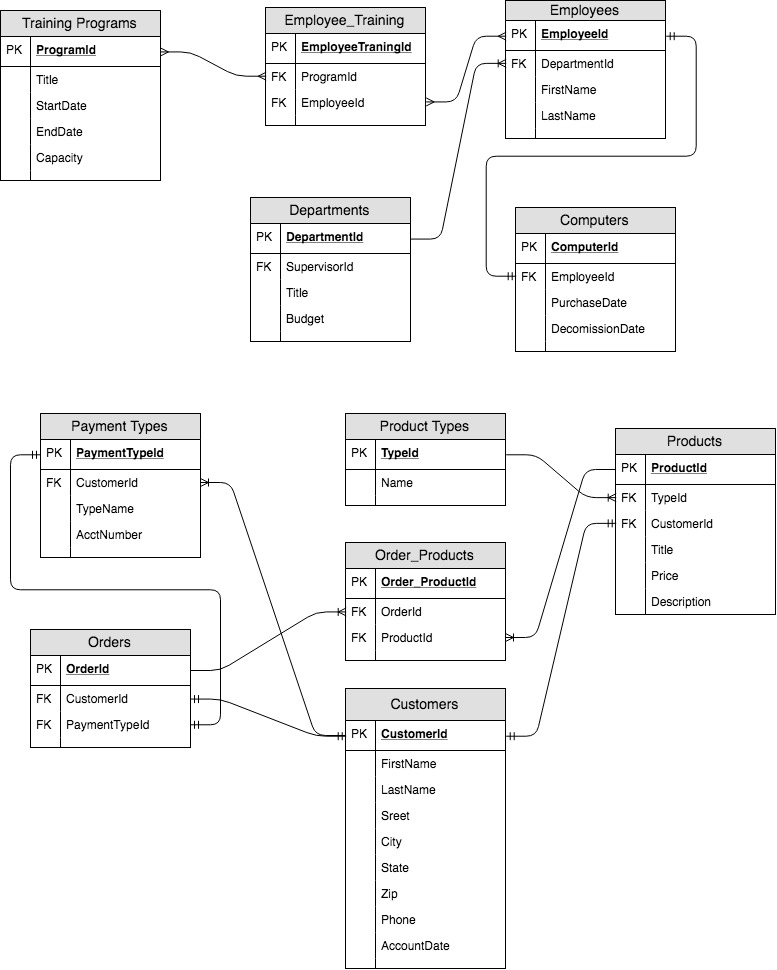 Training Programs
PK ProgramId
Title
StartDate
EndDate
Capacity
Employee_Training
PK EmployeeTraningId
FK ProgramId
FK EmployeeId
Employees
PK EmployeeId
FK DepartmentId
FirstName
LastName
Departments
PK DepartmentId
FK SupervisorId
Title
Budget
Computers
PK ComputerId
FK EmployeeId
PurchaseDate
DecomissionDate
Payment Types
PK PaymentTypeId
FK CustomerId
TypeName
AcctNumber
Product Types
PK TypeId
Name
Products
PK ProductId
FK TypeId
FK CustomerId
Title
Price
Description
Order_Products
PK Order_ProductId
FK OrderId
FK ProductId
Orders
PK OrderId
FK CustomerId
FK PaymentTypeId
Customers
PK CustomerId
FirstName
LastName
Sreet
City
State
Zip
Phone
AccountDate